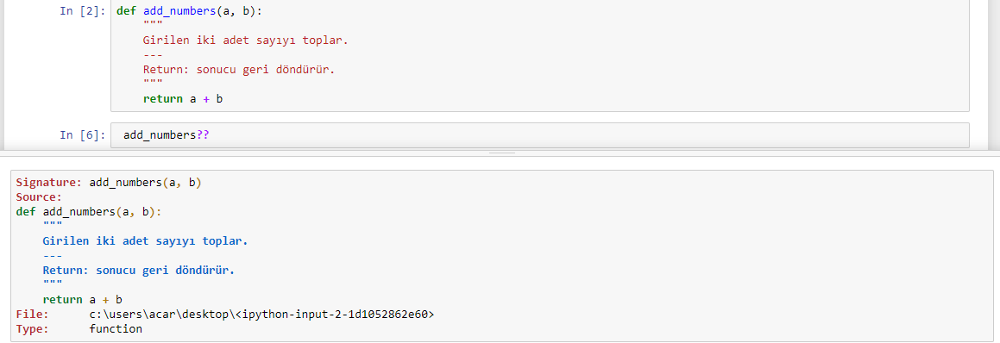 In [2]: def add_numbers(a, b):
"""
Girilen iki adet sayıyı toplar.
---
Return: sonucu geri döndürür.
"""
return a + b
In [6]: add_numbers??
Signature: add_numbers(a, b)
Source:
def add_numbers(a, b):
"""
Girilen iki adet sayıyı toplar.
---
Return: sonucu geri döndürür.
"""
return a + b
File: c:\users\acar\desktop\<ipython-input-2-1d1052862e60>
Type: function